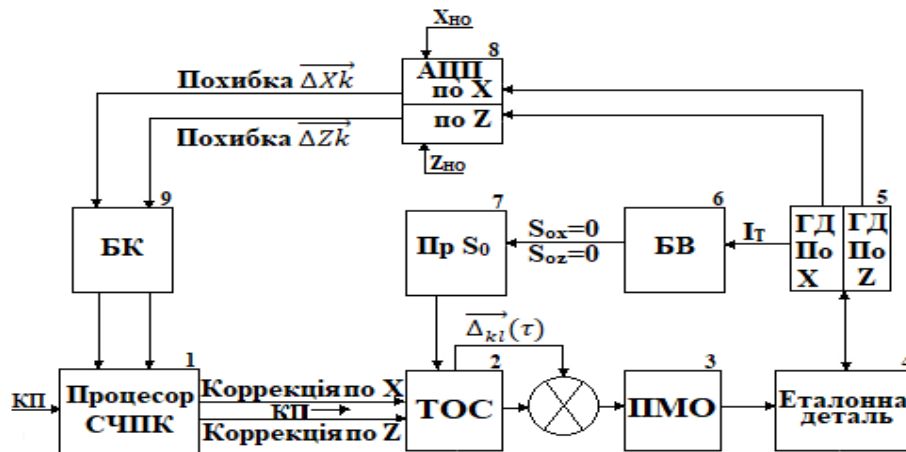 Xно
8
АЦП
по X
по Z
Zно
Похибка ΔXk
Похибка ΔZk
9
БК
7
Пр S₀
Sox=0
Soz=0
6
БВ
Iт
5
ГД
По
X
ГД
По
Z
Δkl(τ)
КП
1
Процесор
СЧПК
Коррекція по X
КП
Коррекція по Z
2
ТОС
3
ПМО
4
Еталонна
деталь